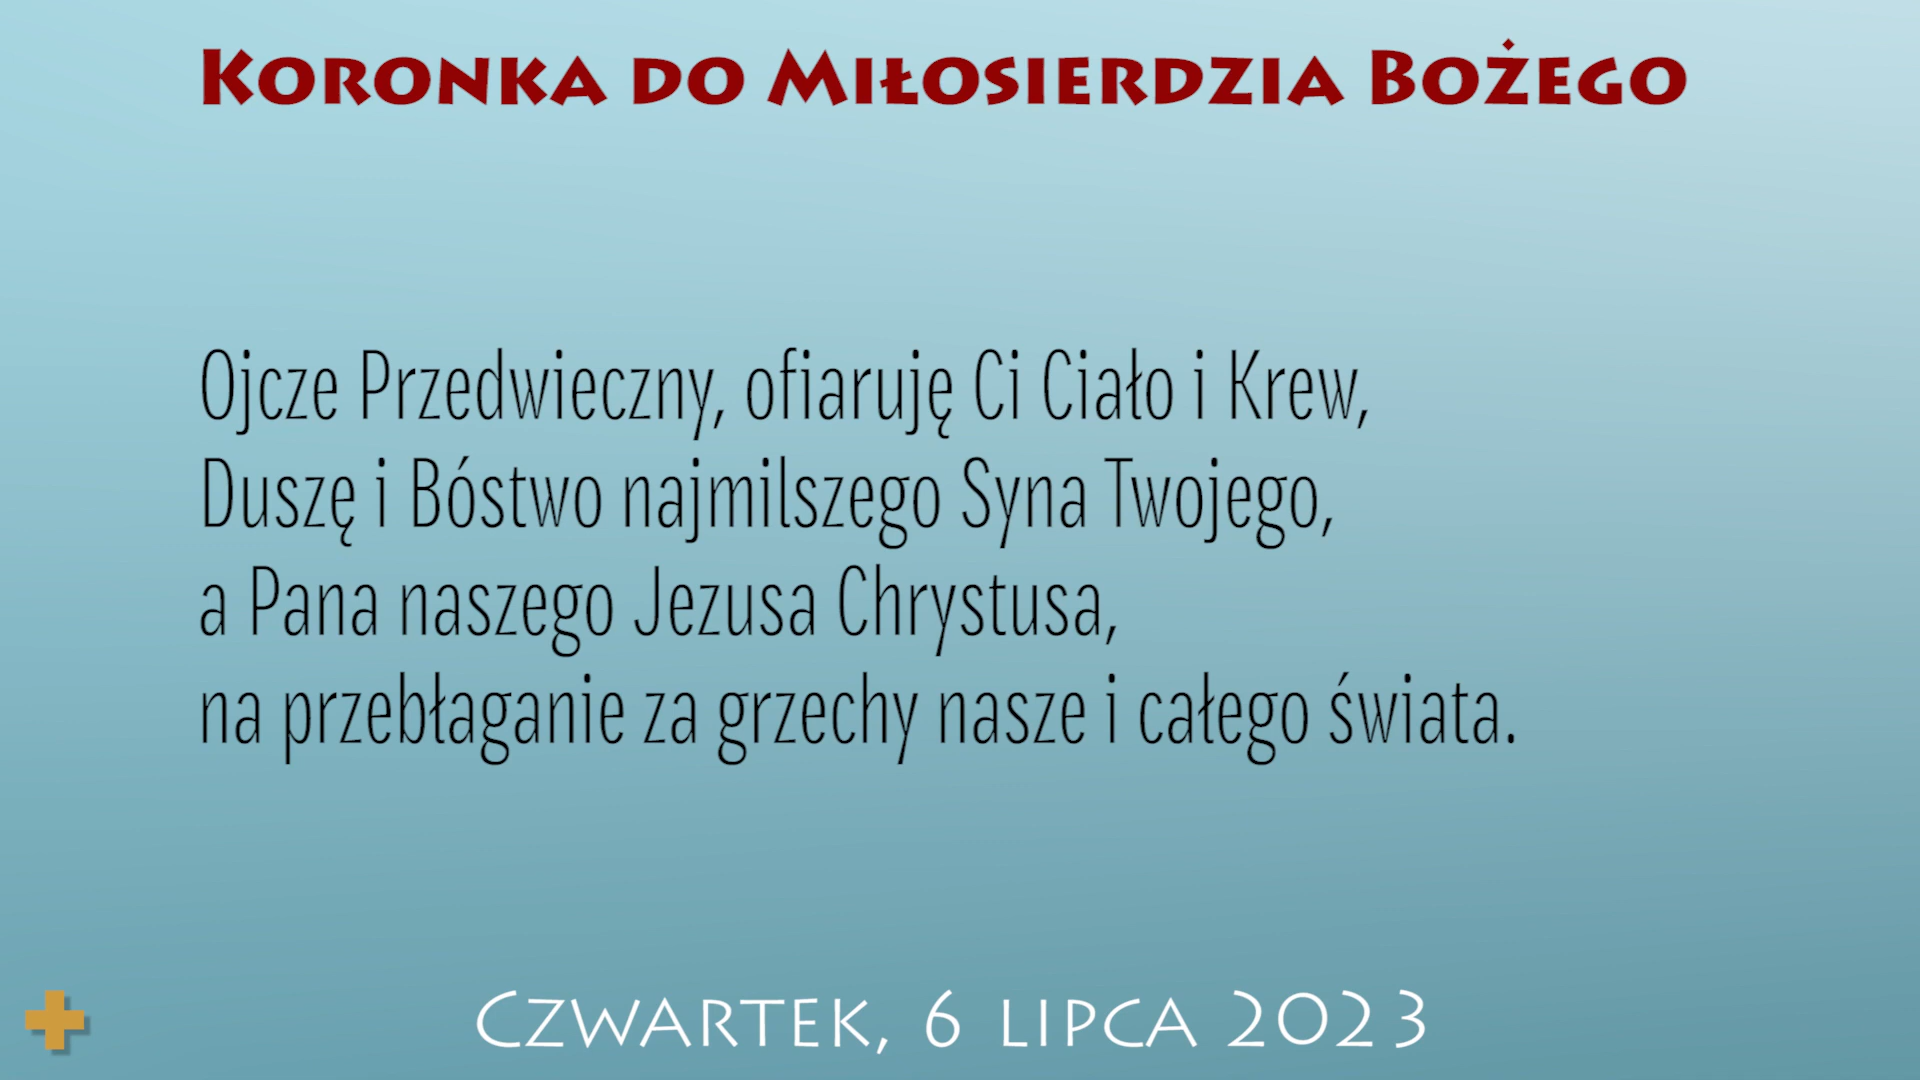 Koronka do Miłosierdzia Bożego
Ojcze Przedwieczny, ofiaruję Ci Ciało i Krew,
Duszę i Bóstwo najmilszego Syna Twojego,
a Pana naszego Jezusa Chrystusa,
na przebłaganie za grzechy nasze i całego świata.
Czwartek, 6 lipca 2023